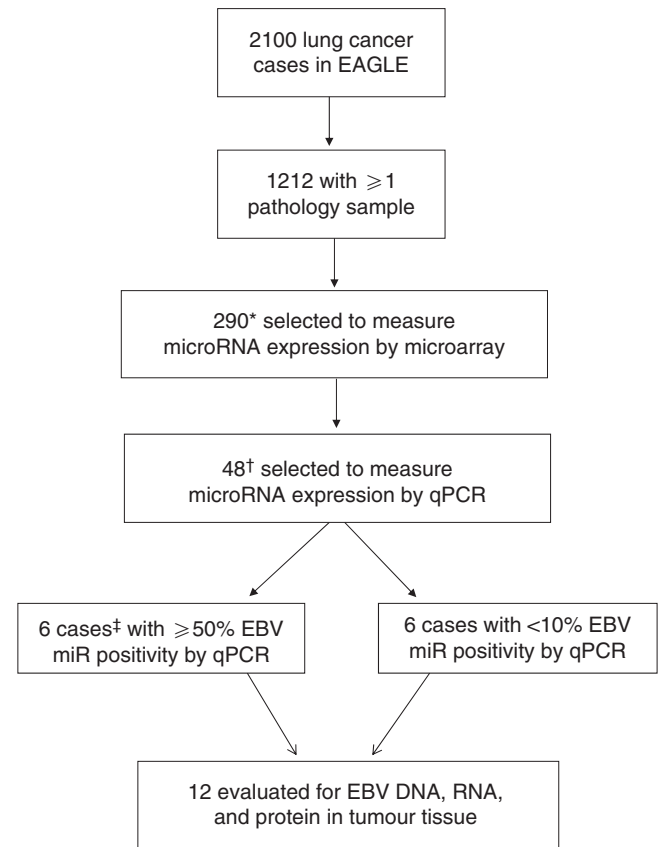 2100 lung cancer
cases in EAGLE
1212 with ⩾1
pathology sample
290* selected to measure
microRNA expression by microarray
48† selected to measure
microRNA expression by qPCR
6 cases‡ with ⩾50% EBV
miR positivity by qPCR
6 cases with <10% EBV
miR positivity by qPCR
12 evaluated for EBV DNA, RNA,
and protein in tumour tissue